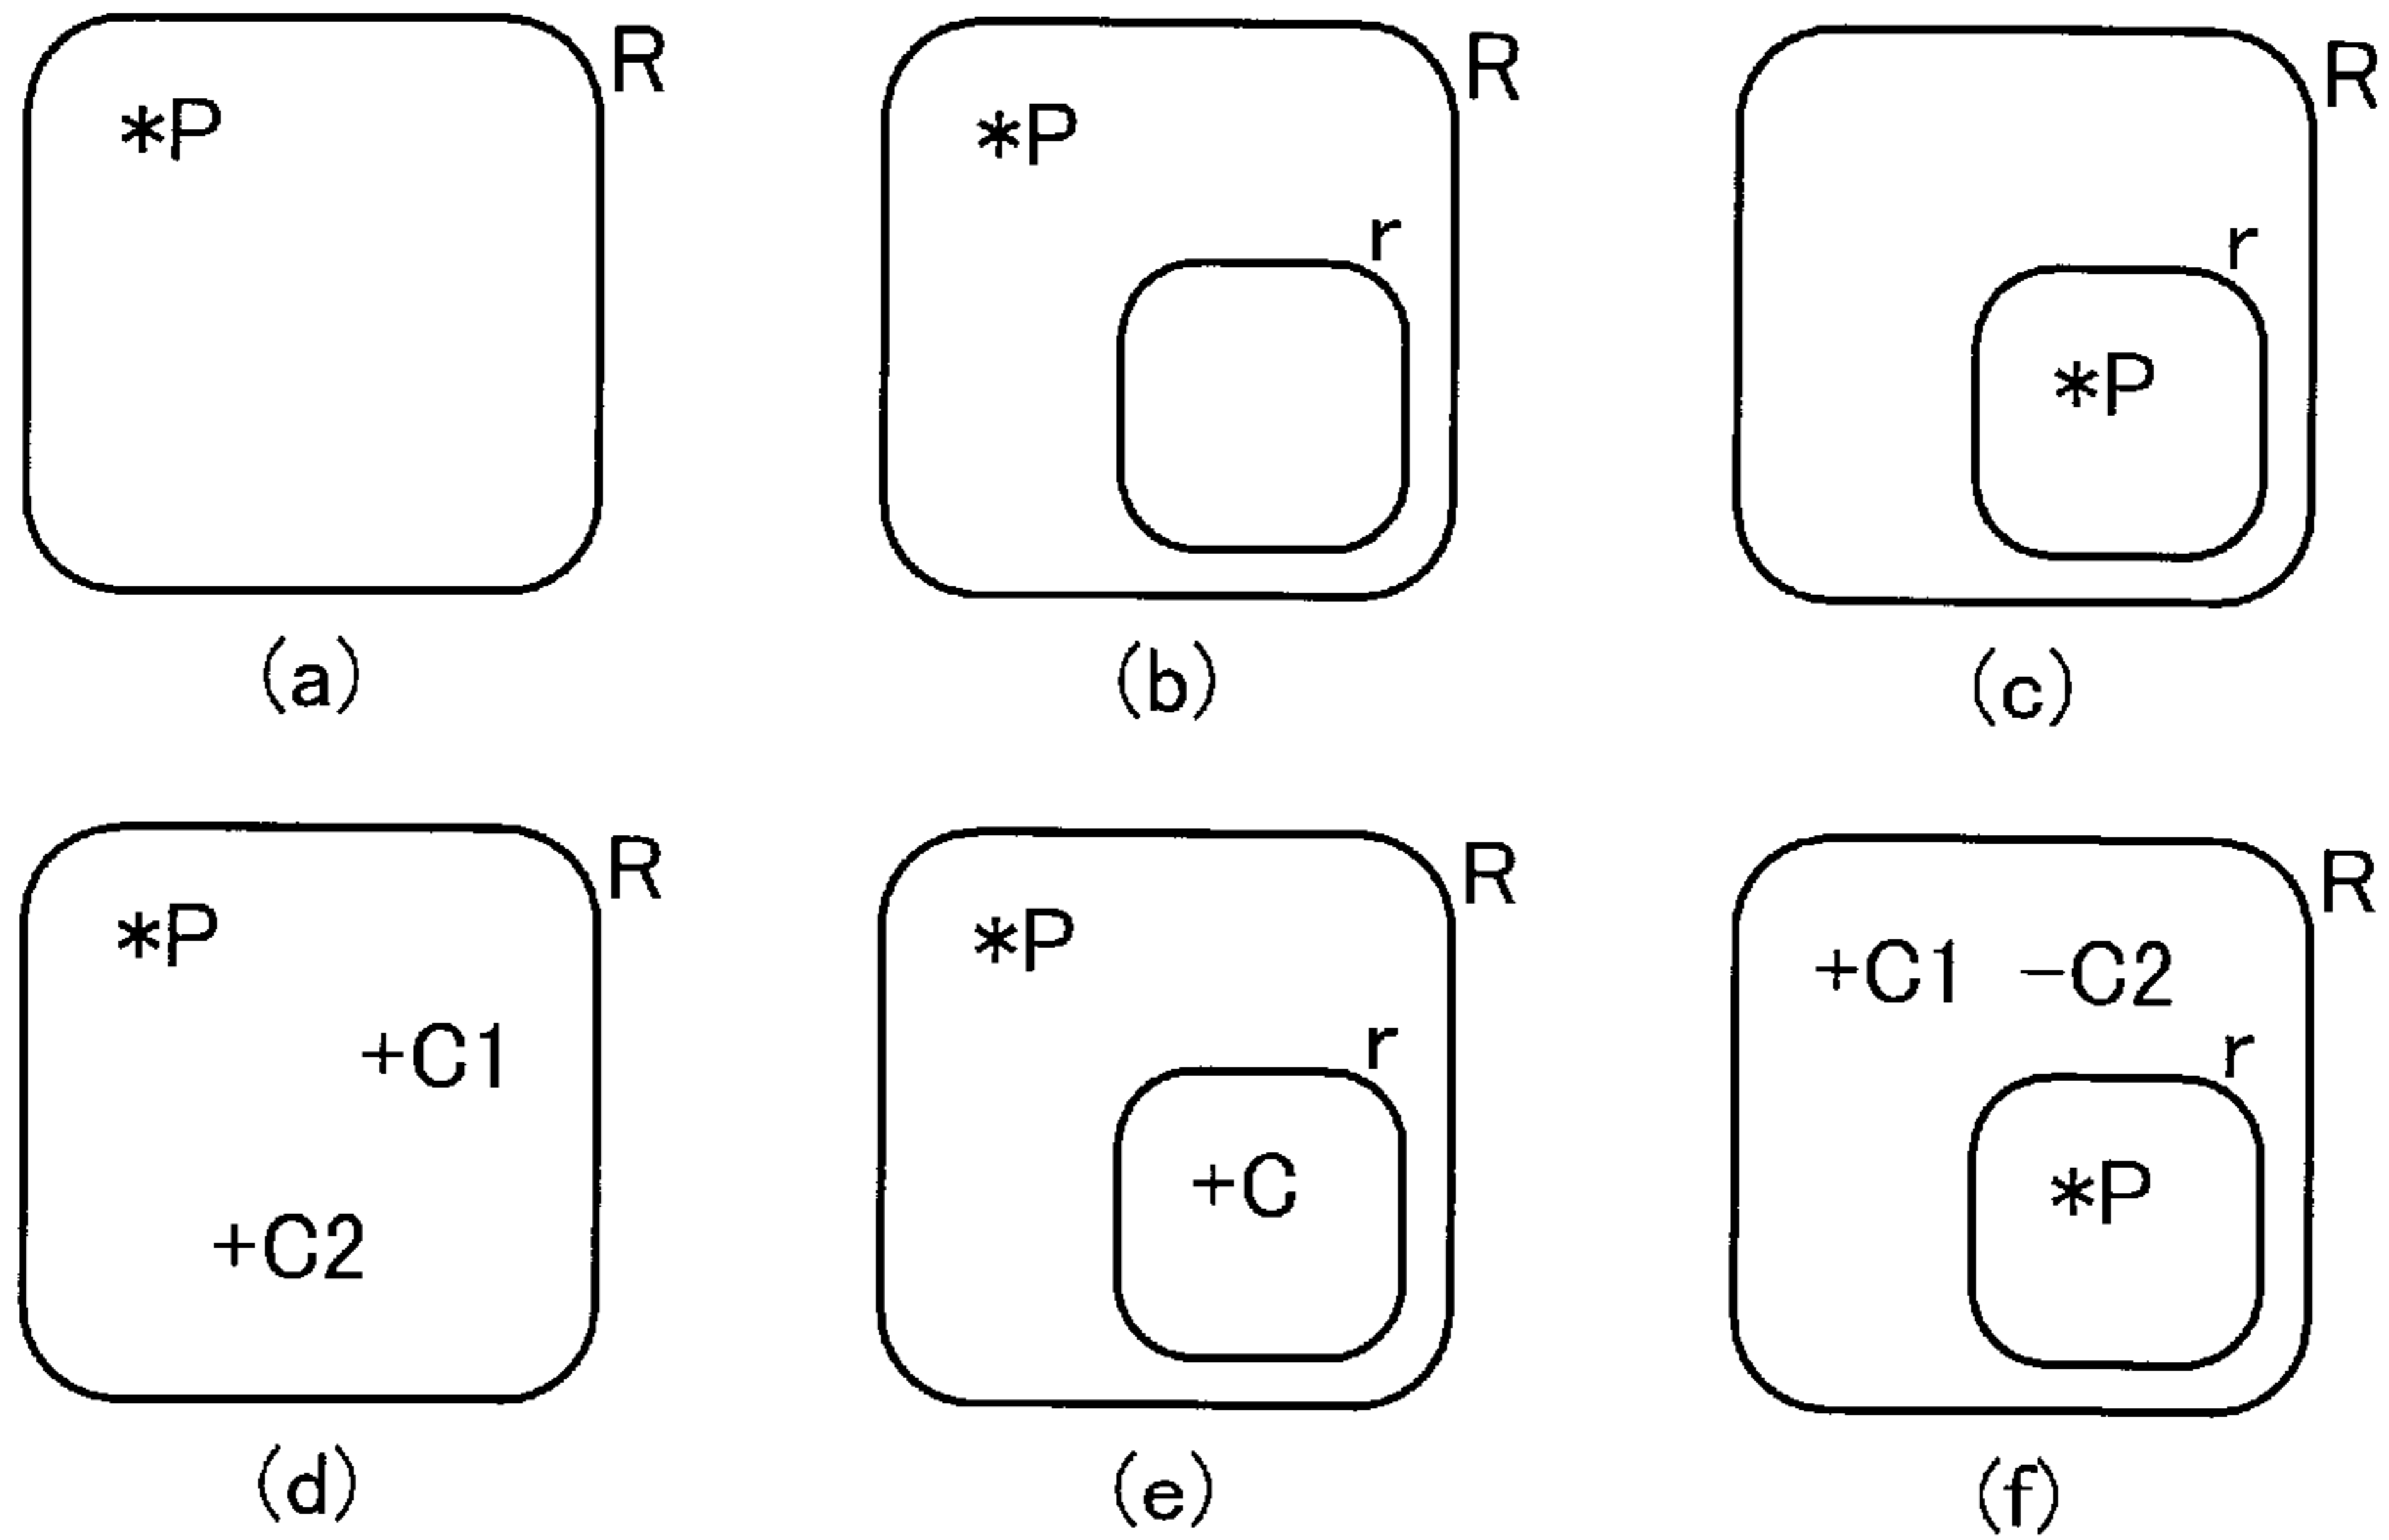 R R R
*P *P
r r
*P
(a) (b) (c)
R R R
*P *P +C1 -C2
+C1 r r
+C *P
+C2
(d) (e) (f)